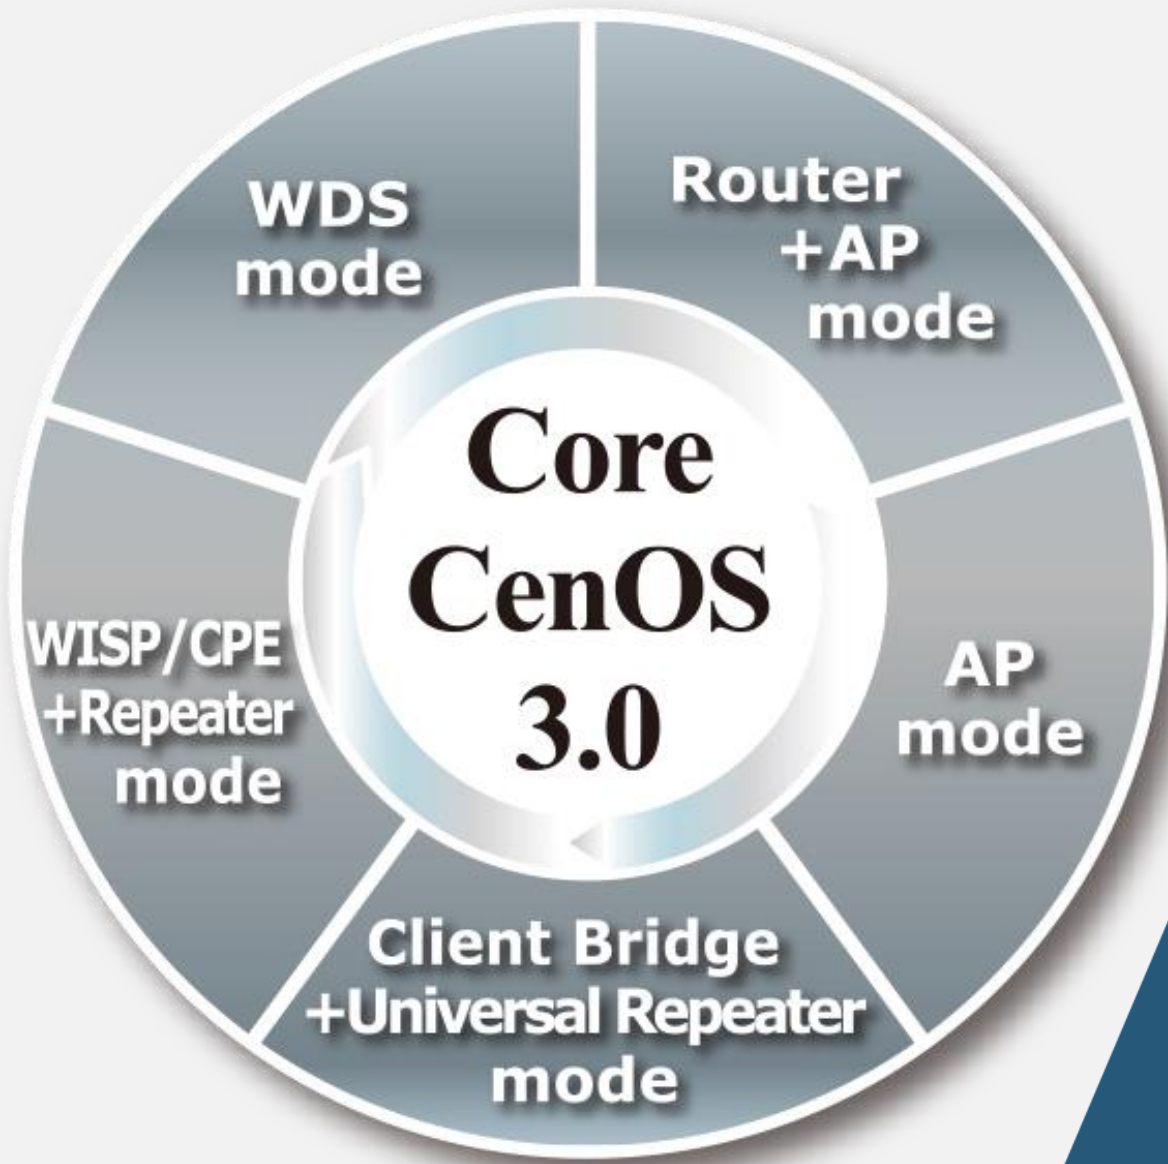 WDS
mode
Router
+AP
mode
Core
CenOS
3.0
WISP/CPE
+Repeater
mode
AP
mode
Client Bridge
+Universal Repeater
mode